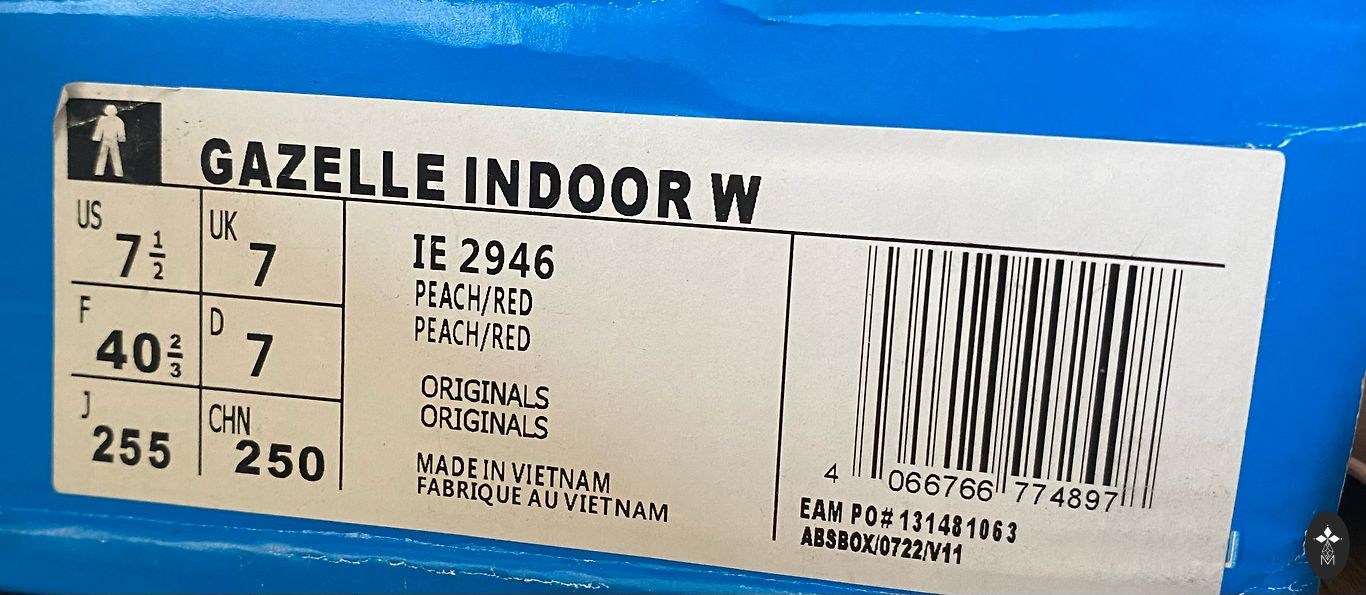 GAZELLE INDOOR W
US 7 1/2
UK 7
F 40 2/3
D 7
J 255
CHN 250
IE 2946
PEACH/RED
PEACH/RED
ORIGINALS
ORIGINALS
MADE IN VIETNAM
FABRIQUE AU VIETNAM
4 066766 774897
EAM PO# 131481063
ABSBOX/0722/V11
M